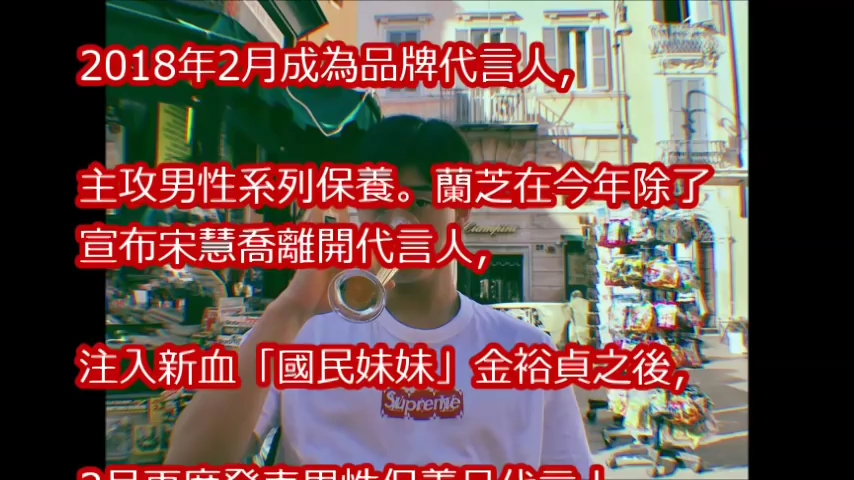 2018年2月成為品牌代言人,
主攻男性系列保養。蘭芝在今年除了
宣布宋慧喬離開代言人,
注入新血「國民妹妹」金裕貞之後,
Supreme